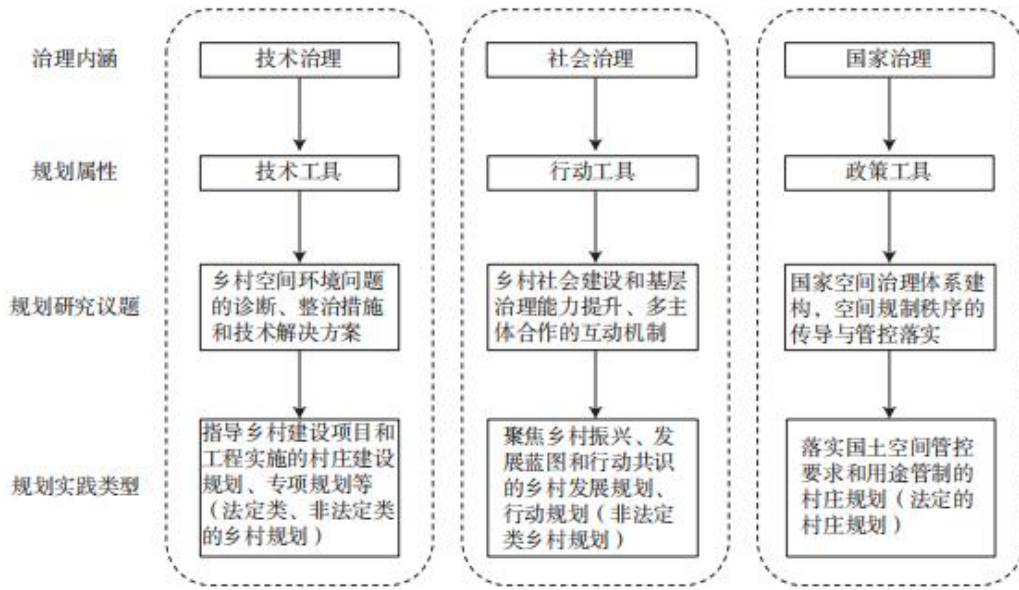 治理内涵
技术治理
社会治理
国家治理
规划属性
技术工具
行动工具
政策工具
规划研究议题
乡村空间环境问题
的诊断、整治措施
和技术解决方案
乡村社会建设和基层
治理能力提升、多主
体合作的互动机制
国家空间治理体系建
构，空间规制秩序的
传导与管控落实
规划实践类型
指导乡村建设项目和
工程实施的村庄建设
规划、专项规划等
（法定类、非法定类
的乡村规划）
聚焦乡村振兴、发
展蓝图和行动共识
的乡村发展规划、
行动规划（非法定
类乡村规划）
落实国土空间管控
要求和用途管制的
村庄规划（法定的
村庄规划）